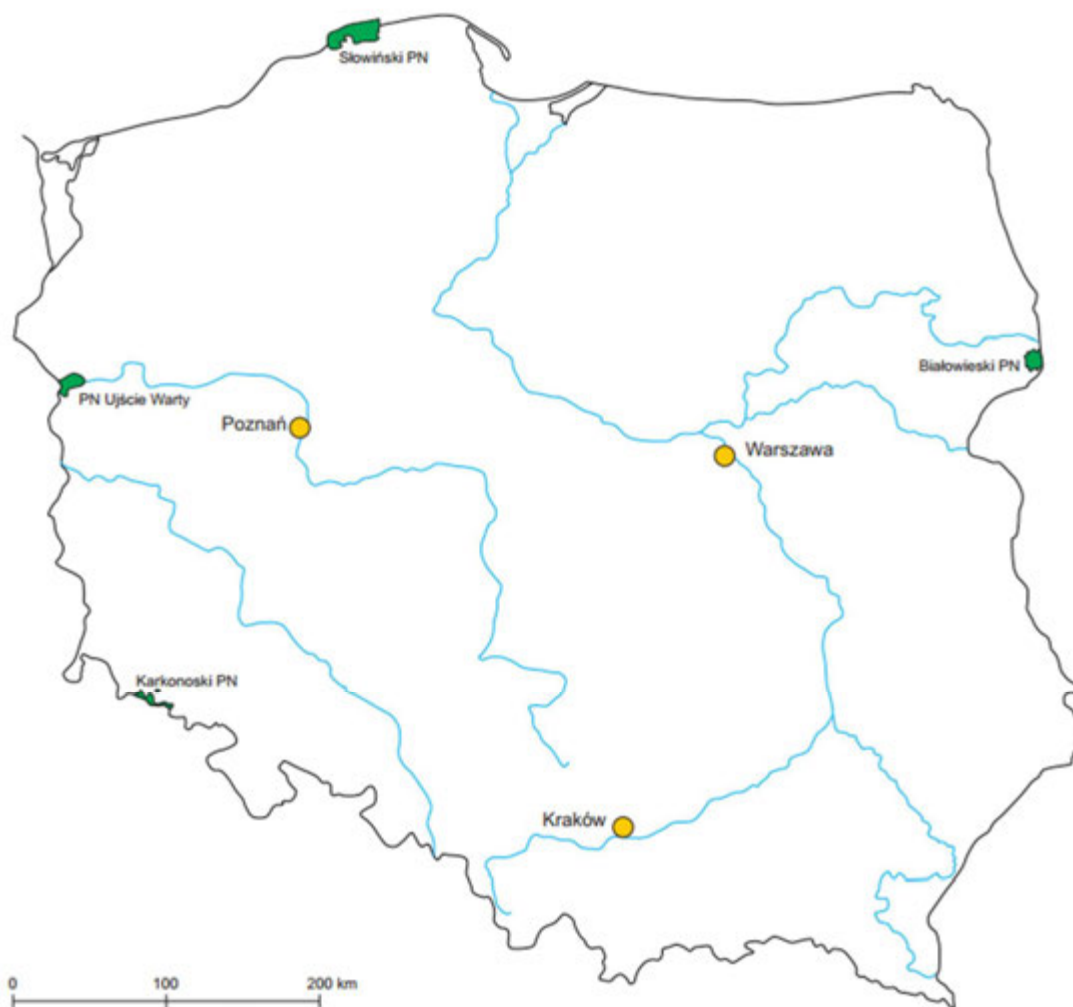 Słowiński PN
Białowieski PN
PN Ujście Warty
Poznań
Warszawa
Karkonoski PN
Kraków
0 100 200 km